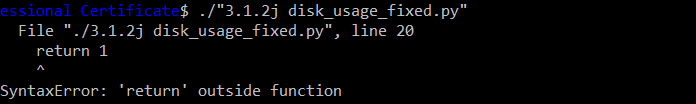 essional Certificate$ ./"3.1.2j disk_usage_fixed.py"
  File "./3.1.2j disk_usage_fixed.py", line 20
    return 1
    ^
SyntaxError: 'return' outside function